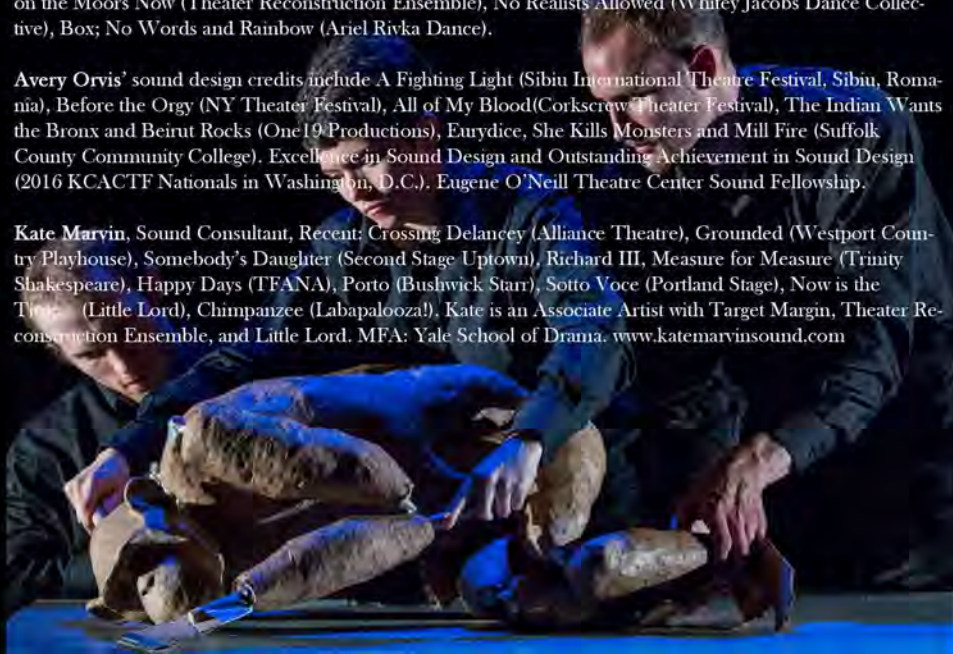 on the Moors Now (Theater Reconstruction Ensemble), No Realists Allowed (Whitey Jacobs Dance Collec-
tive), Box; No Words and Rainbow (Ariel Rivka Dance).
Avery Orvis' sound design credits include A Fighting Light (Sibiu International Theatre Festival, Sibiu, Roma-
nia), Before the Orgy (NY Theater Festival), All of My Blood(Corkscrew Theater Festival), The Indian Wants
the Bronx and Beirut Rocks (One19 Productions), Eurydice, She Kills Monsters and Mill Fire (Suffolk
County Community College). Excellence in Sound Design and Outstanding Achievement in Sound Design
(2016 KCACTF Nationals in Washington, D.C.). Eugene O'Neill Theatre Center Sound Fellowship.
Kate Marvin, Sound Consultant, Recent: Crossing Delancey (Alliance Theatre), Grounded (Westport Coun-
try Playhouse), Somebody's Daughter (Second Stage Uptown), Richard III, Measure for Measure (Trinity
Shakespeare), Happy Days (TFANA), Porto (Bushwick Starr), Sotto Voce (Portland Stage), Now is the
(Little Lord), Chimpanzee (Labapalooza!). Kate is an Associate Artist with Target Margin, Theater Re-
construction Ensemble, and Little Lord. MFA: Yale School of Drama. www.katemarvinsound.com